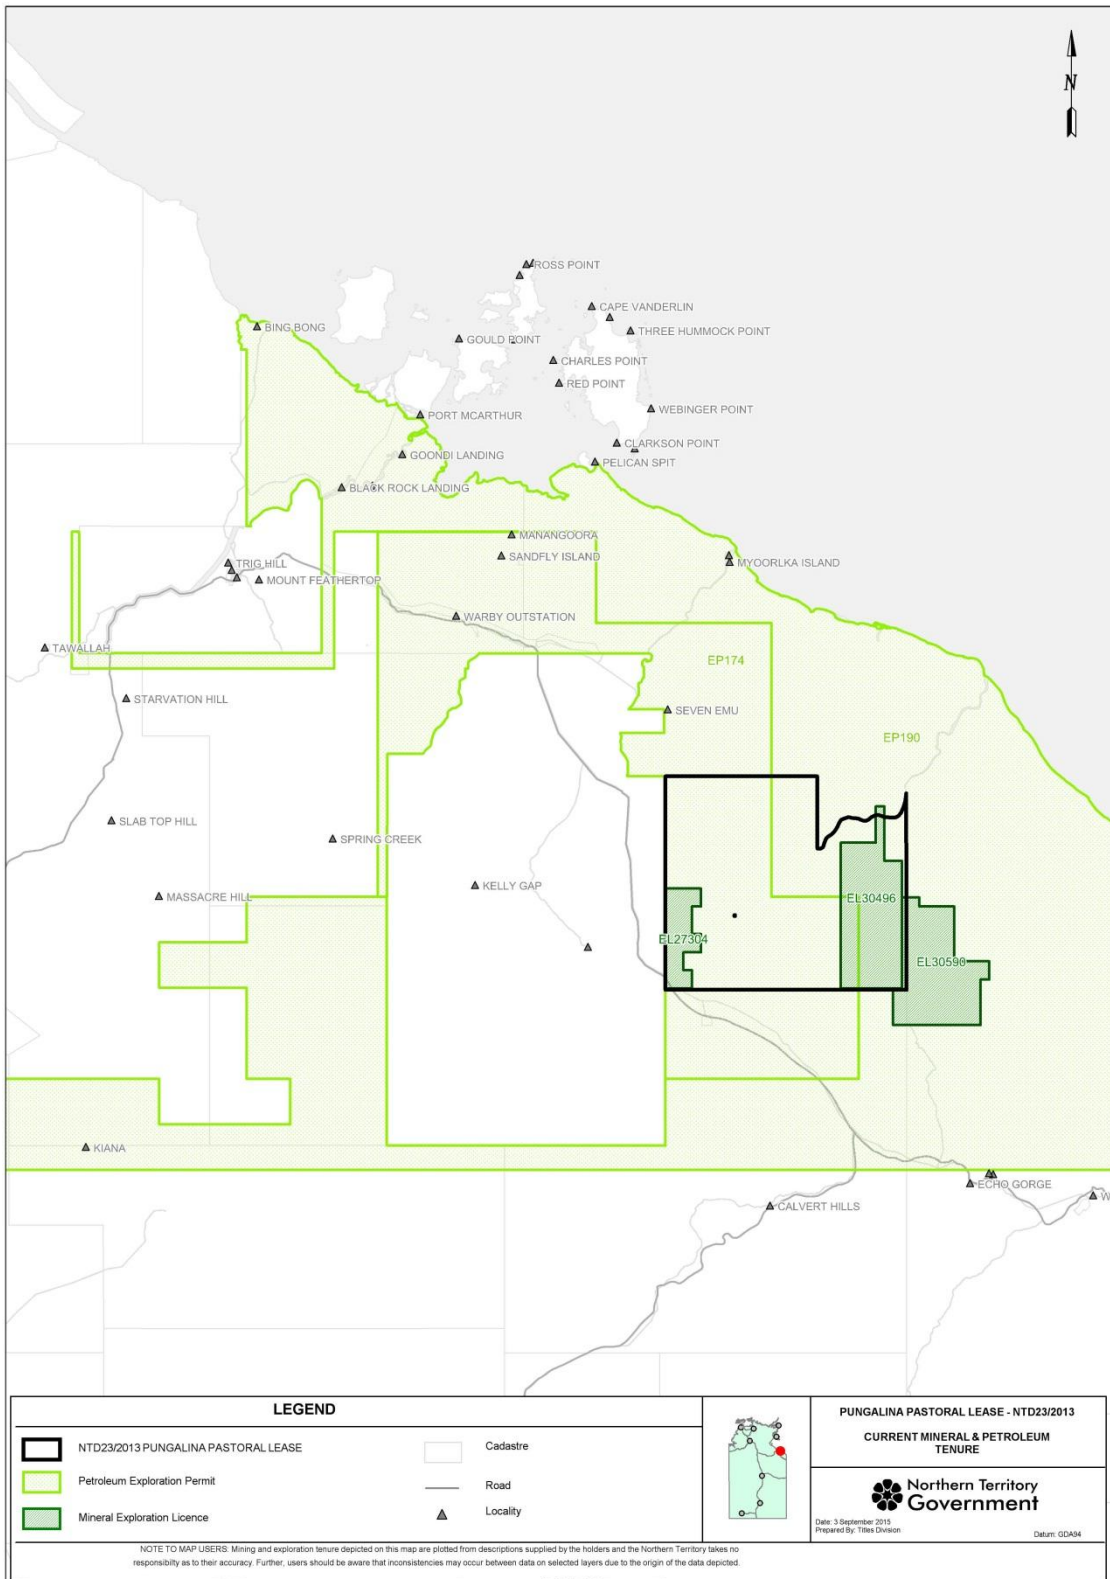 N
ROSS POINT
CAPE VANDERLIN
BING BONG
THREE HUMMOCK POINT
GOULD POINT
CHARLES POINT
RED POINT
WEBINGER POINT
PORT MCARTHUR
CLARKSON POINT
GOONDI LANDING
PELICAN SPIT
BLACK ROCK LANDING
MANANGOORA
SANDFLY ISLAND
TRIG HILL
MYOORLKA ISLAND
MOUNT FEATHERTOP
WARBY OUTSTATION
TAWALLAH
EP174
STARVATION HILL
SEVEN EMU
EP190
SLAB TOP HILL
SPRING CREEK
KELLY GAP
MASSACRE HILL
EL30496
EL27304
EL30590
KIANA
ECHO GORGE
W
CALVERT HILLS
LEGEND
NTD23/2013 PUNGALINA PASTORAL LEASE
Petroleum Exploration Permit
Mineral Exploration Licence
Cadastre
Road
Locality
PUNGALINA PASTORAL LEASE - NTD23/2013
CURRENT MINERAL & PETROLEUM
TENURE
Northern Territory
Government
Date: 3 September 2015
Prepared By: Titles Division
Datum: GDA94
NOTE TO MAP USERS: Mining and exploration tenure depicted on this map are plotted from descriptions supplied by the holders and the Northern Territory takes no
responsibilty as to their accuracy. Further, users should be aware that inconsistencies may occur between data on selected layers due to the origin of the data depicted.